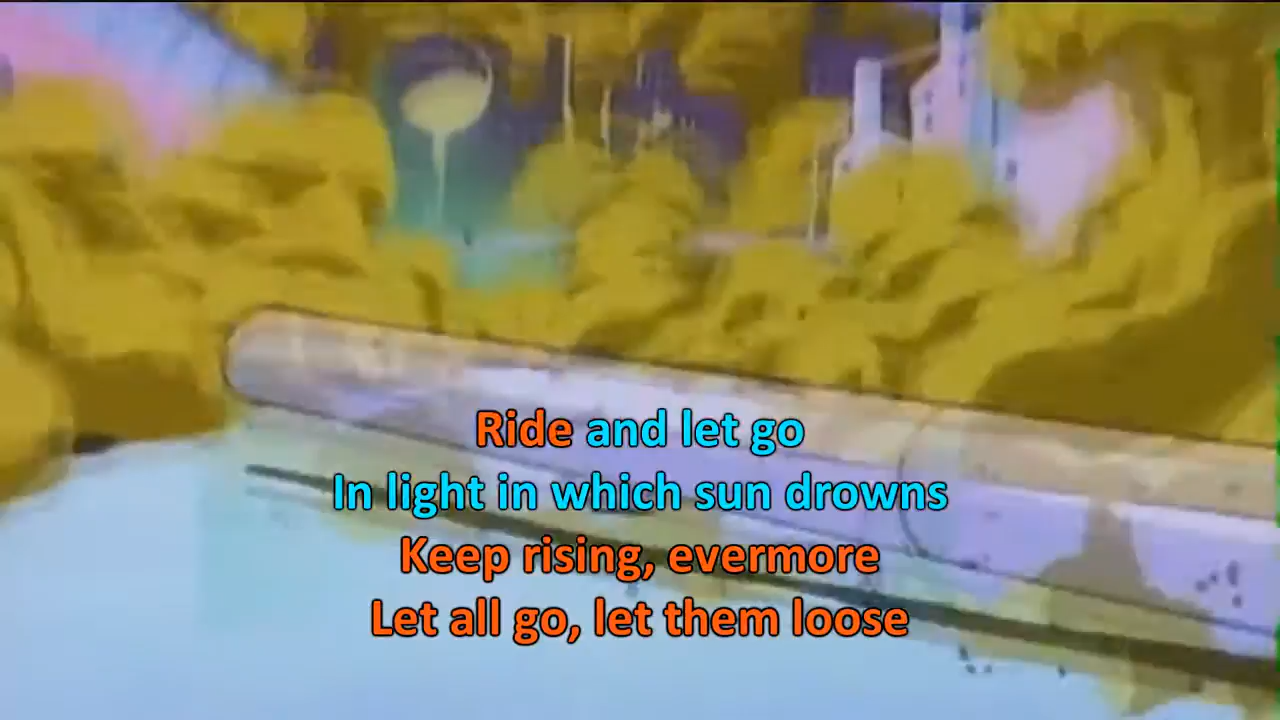 Ride and let go
In light in which sun drowns
Keep rising, evermore
Let all go, let them loose